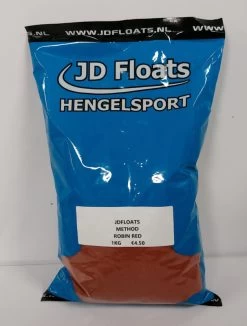 WWW.JDFLOATS.NL
JD Floats
HENGELSPORT
JDFLOATS
METHOD
ROBIN RED
1KG €4.50